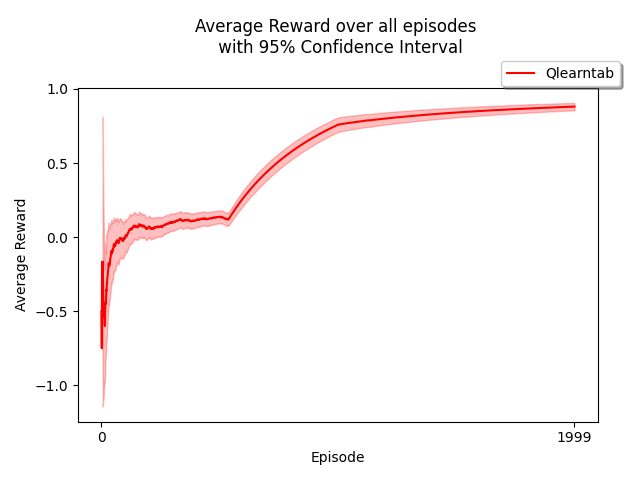 Average Reward over all episodes
with 95% Confidence Interval
Qlearntab
1.0
0.5
0.0
−0.5
−1.0
Average Reward
0
1999
Episode